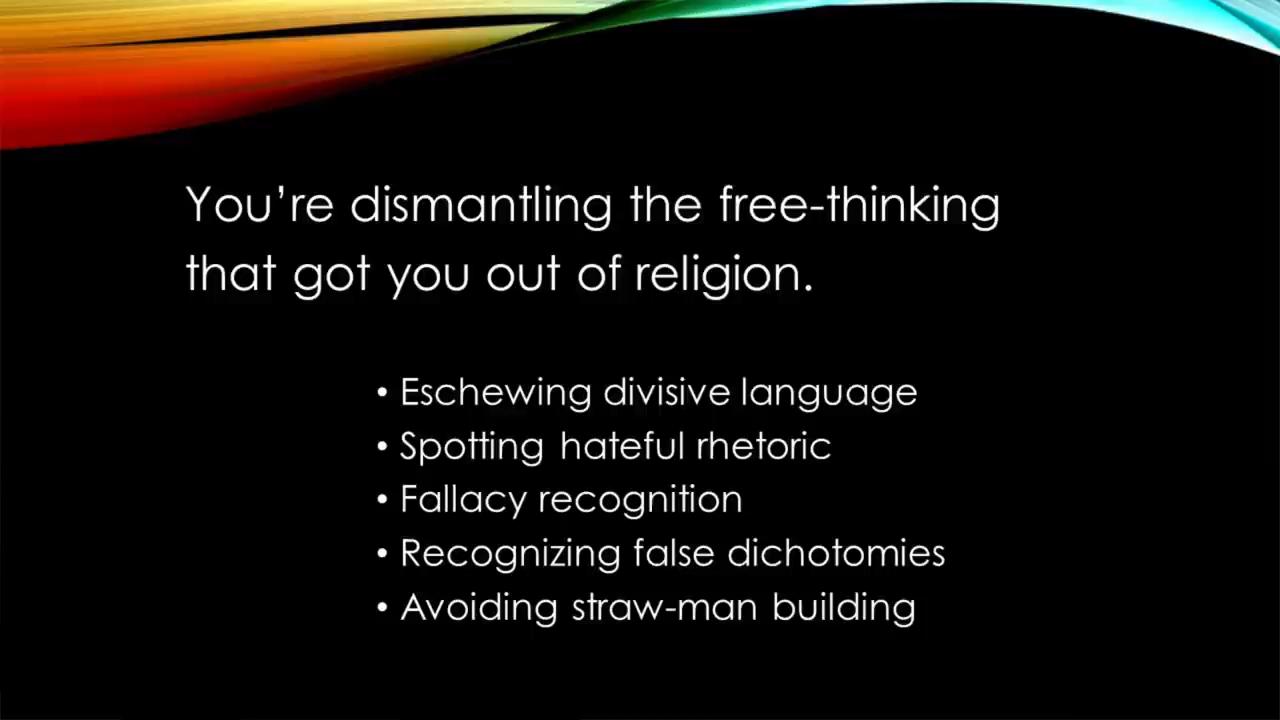 You’re dismantling the free-thinking
that got you out of religion.
• Eschewing divisive language
• Spotting hateful rhetoric
• Fallacy recognition
• Recognizing false dichotomies
• Avoiding straw-man building